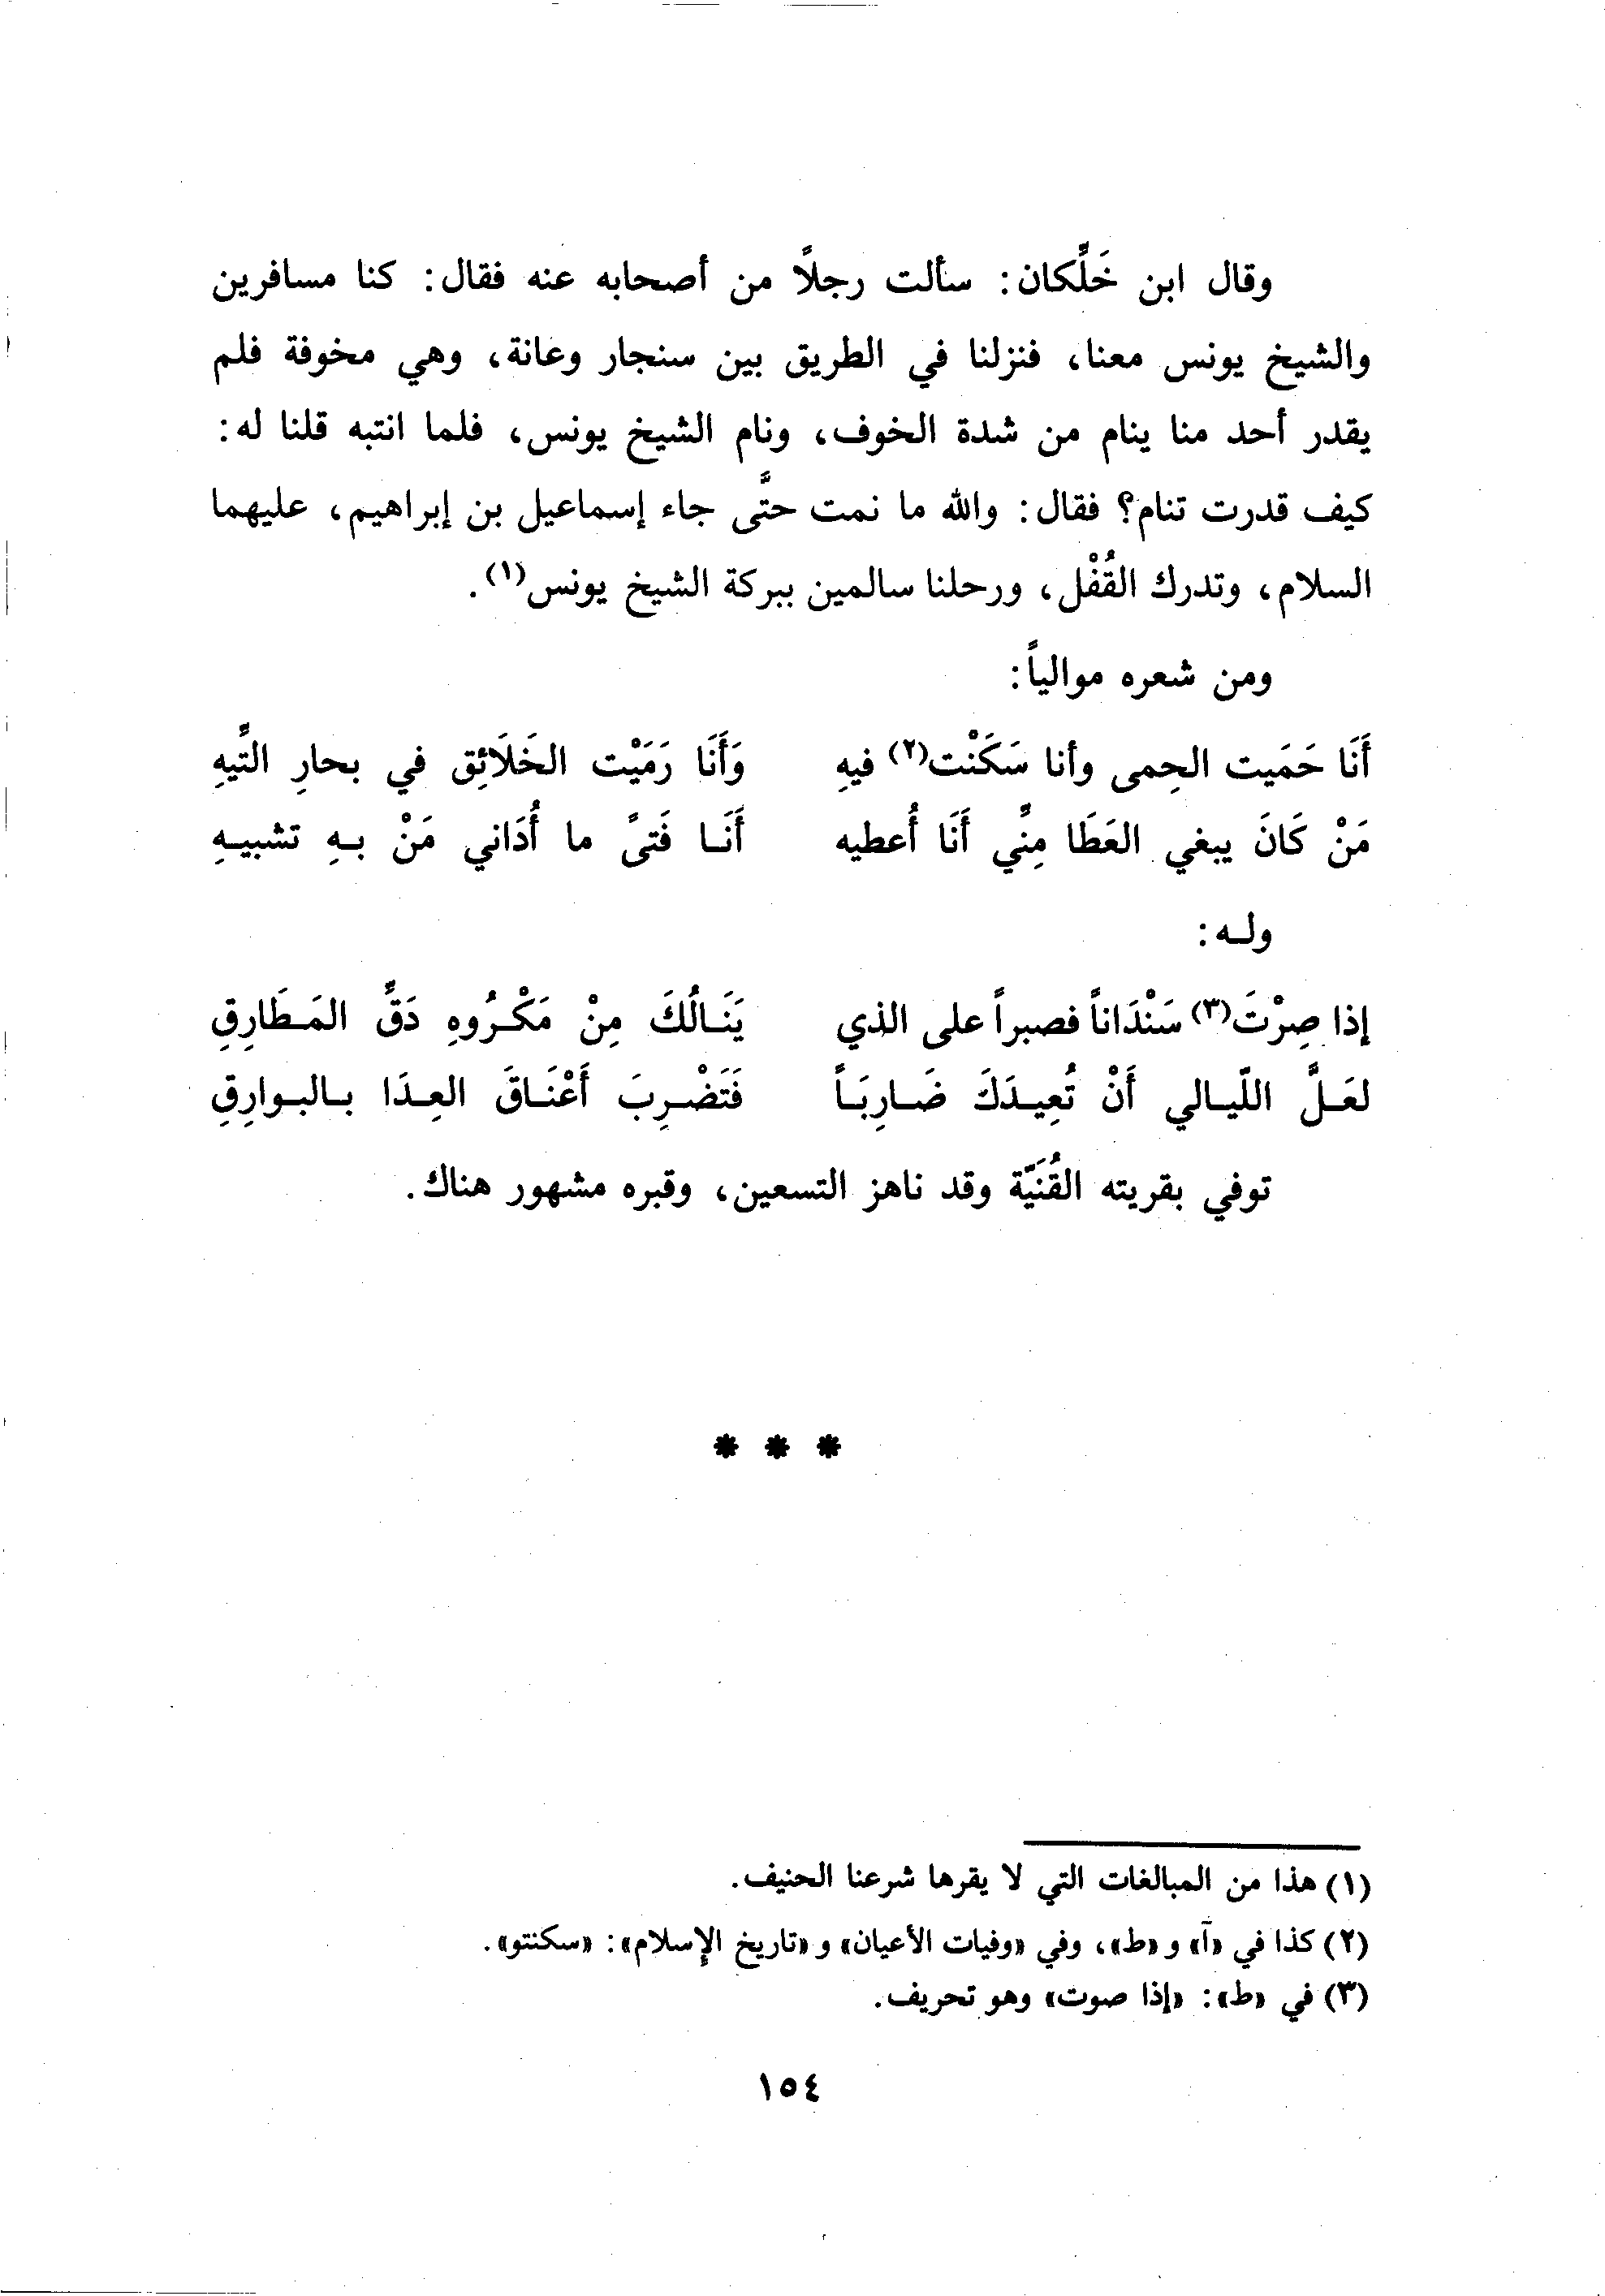 وقال ابن خَلِّكان: سألت رجلاً من أصحابه عنه فقال: كنا مسافرين
والشيخ يونس معنا، فنزلنا في الطريق بين سنجار وعانة، وهي مخوفة فلم
يقدر أحد منا ينام من شدة الخوف، ونام الشيخ يونس، فلما انتبه قلنا له:
كيف قدرت تنام؟ فقال: والله ما نمت حتَّى جاء إسماعيل بن إبراهيم، عليهما
السلام، وتدرك القُفْل، ورحلنا سالمين ببركة الشيخ يونس(١).
ومن شعره موالياً:
أَنَا حَمَيت الحِمى وأنا سَكَنْت(٢) فيهِ وَأَنَا رَمَيْت الخَلَائِق في بحارِ التِّيهِ
مَنْ كَانَ يبغي العَطَا مِنِّي أَنَا أُعطيه أَنَـا فَتىً ما أُدَاني مَنْ بـهِ تشبيـهِ
ولـه:
إذا صِرْتَ(٣) سَنْدَاناً فصبراً على الذي يَنَـالُكَ مِنْ مَكْـرُوهِ دَقِّ المَـطَارِقِ
لعَـلَّ اللّيـالي أَنْ تُعِيـدَكَ ضَـارِبَـاً فَتَضْـرِبَ أَعْنَـاقَ العِـدَا بـالبـوارِقِ
توفي بقريته القُنَيَّة وقد ناهز التسعين، وقبره مشهور هناك.
* * *
(١) هذا من المبالغات التي لا يقرها شرعنا الحنيف.
(٢) كذا في «آ» و «ط»، وفي «وفيات الأعيان» و «تاريخ الإسلام»: «سكنتو».
(٣) في «ط»: «إذا صوت» وهو تحريف.
١٥٤